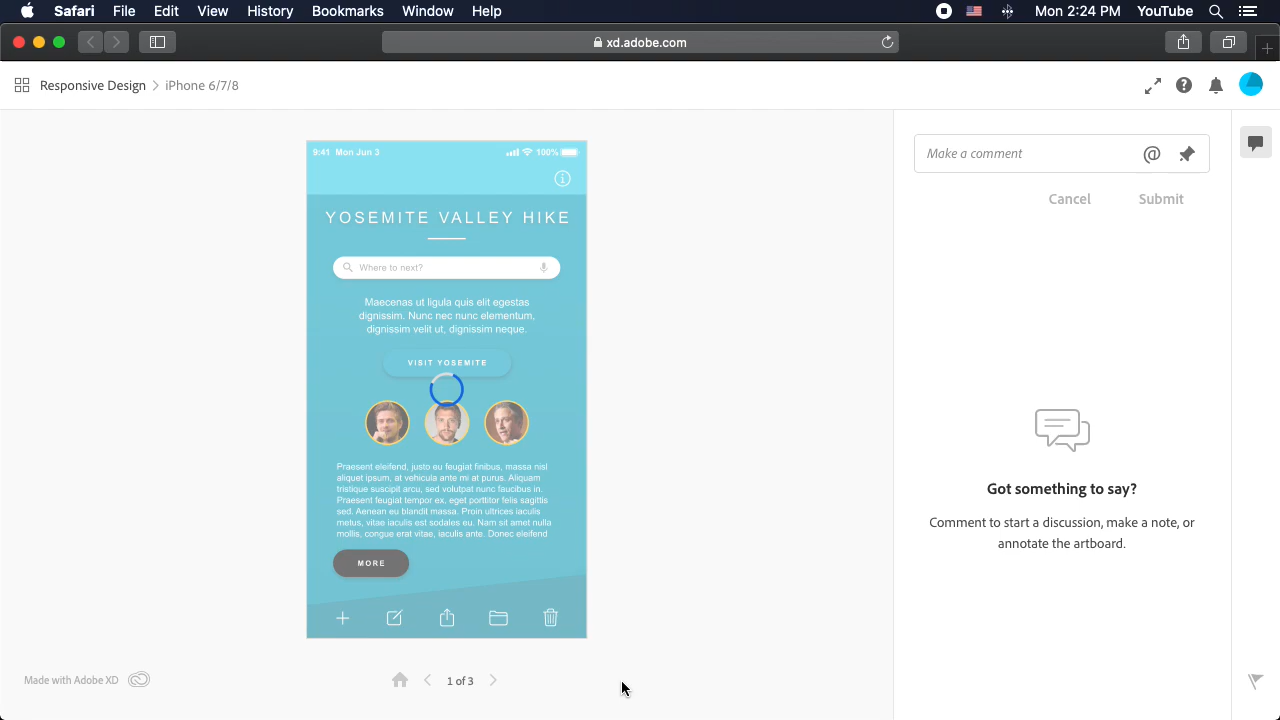 Safari File Edit View History Bookmarks Window Help Mon 2:24 PM YouTube
xd.adobe.com
Responsive Design > iPhone 6/7/8
9:41 Mon Jun 3 100%
YOSEMITE VALLEY HIKE
Where to next?
Maecenas ut ligula quis elit egestas
dignissim. Nunc nec nunc elementum,
dignissim velit ut, dignissim neque.
VISIT YOSEMITE
Praesent eleifend, justo eu feugiat finibus, massa nisl
aliquet ipsum, at vehicula ante mi at purus. Aliquam
tristique suscipit arcu, sed volutpat nunc faucibus in.
Praesent feugiat tempor ex, eget porttitor felis sagittis
sed. Aenean eu blandit massa. Proin ultrices iaculis
metus, vitae iaculis est sodales eu. Nam sit amet nulla
mollis, congue erat vitae, iaculis ante. Donec eleifend
MORE
Made with Adobe XD
1 of 3
Make a comment @
Cancel Submit
Got something to say?
Comment to start a discussion, make a note, or
annotate the artboard.